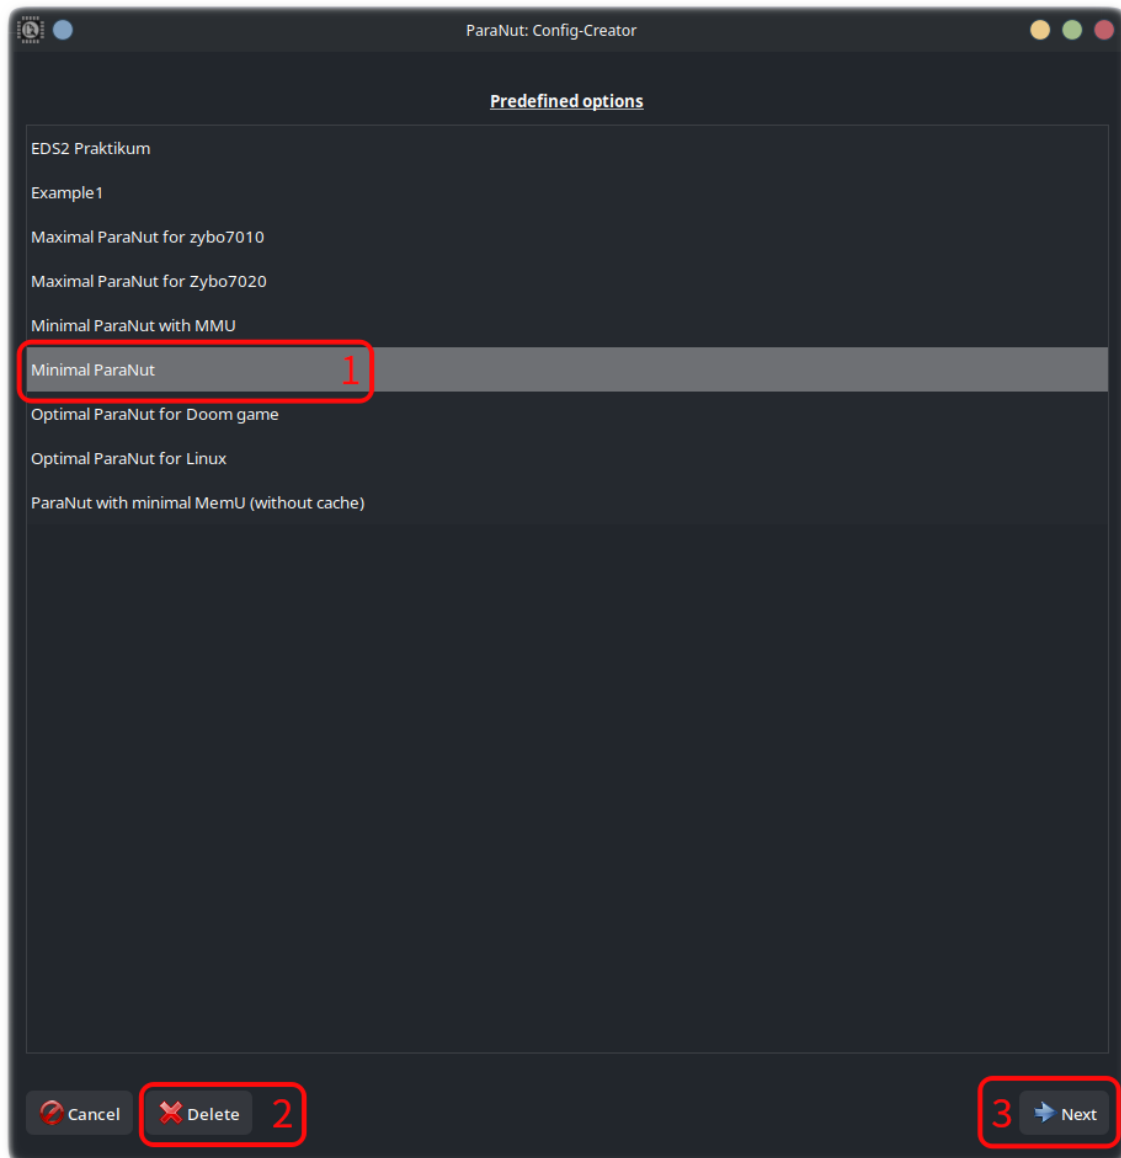 ParaNut: Config-Creator
Predefined options
EDS2 Praktikum
Example1
Maximal ParaNut for zybo7010
Maximal ParaNut for Zybo7020
Minimal ParaNut with MMU
Minimal ParaNut 1
Optimal ParaNut for Doom game
Optimal ParaNut for Linux
ParaNut with minimal MemU (without cache)
Cancel Delete 2 3 Next